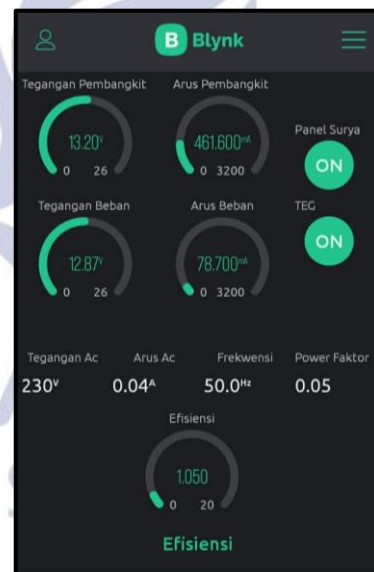 B Blynk
Tegangan Pembangkit Arus Pembangkit
13.20V 461.600mA
0 26 0 3200
Panel Surya
ON
Tegangan Beban Arus Beban TEG
12.87V 78.700mA
0 26 0 3200
ON
Tegangan Ac Arus Ac Frekwensi Power Faktor
230V 0.04A 50.0Hz 0.05
Efisiensi
1.050
0 20
Efisiensi